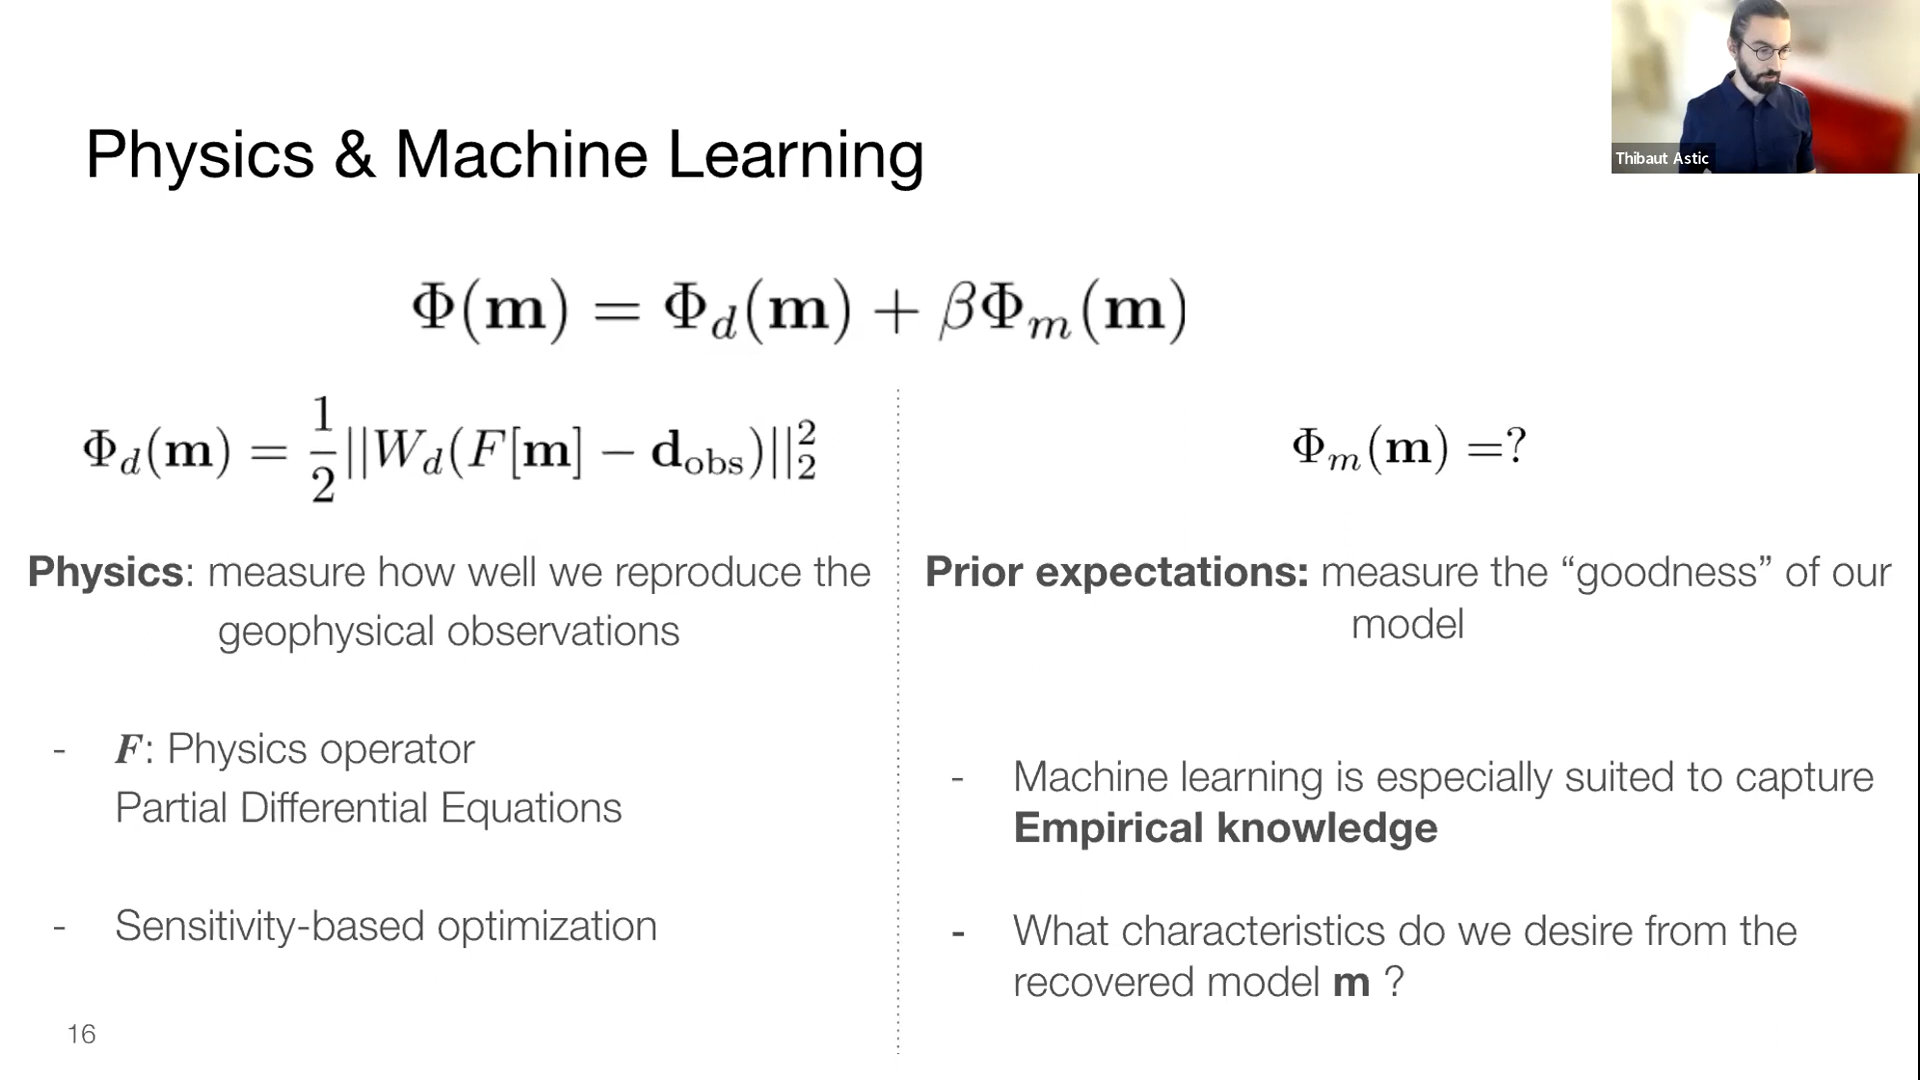 Thibaut Astic
Physics & Machine Learning
Φ(m) = Φ_d(m) + βΦ_m(m)
Φ_d(m) = 1/2 ||W_d(F[m] − d_obs)||_2^2
Physics: measure how well we reproduce the
geophysical observations
- F: Physics operator
Partial Differential Equations
- Sensitivity-based optimization
Φ_m(m) =?
Prior expectations: measure the “goodness” of our
model
- Machine learning is especially suited to capture
Empirical knowledge
- What characteristics do we desire from the
recovered model m ?
16